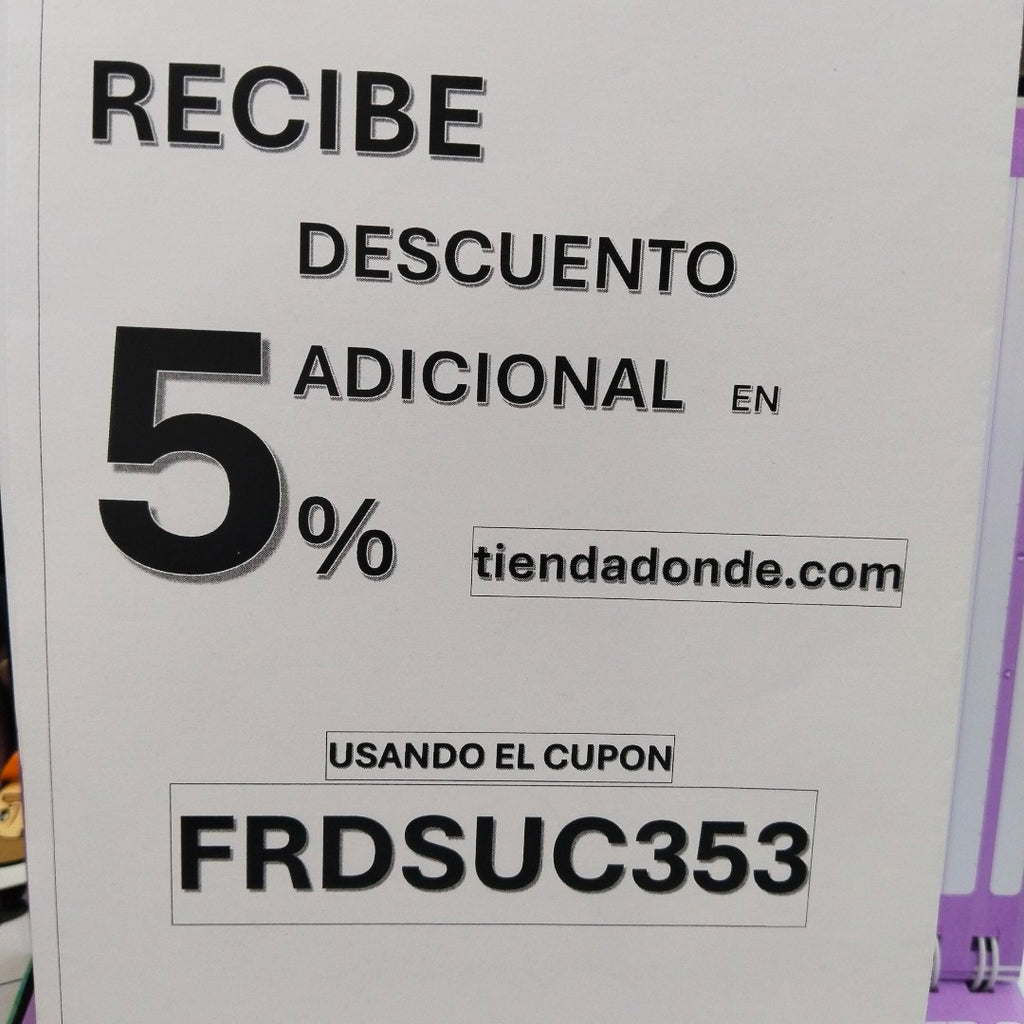 RECIBE
DESCUENTO
5% ADICIONAL EN
tiendadonde.com
USANDO EL CUPON
FRDSUC353